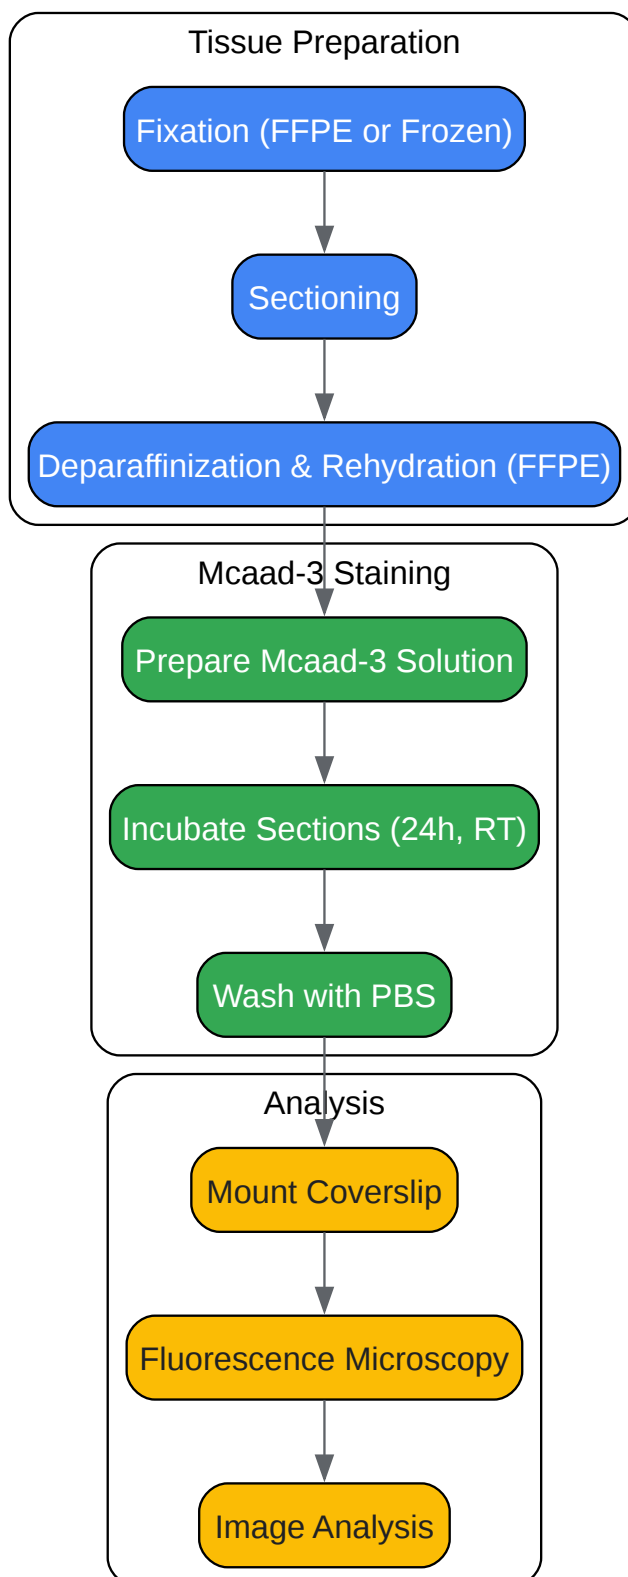 Tissue Preparation
Fixation (FFPE or Frozen)
Sectioning
Deparaffinization & Rehydration (FFPE)
Mcaad-3 Staining
Prepare Mcaad-3 Solution
Incubate Sections (24h, RT)
Wash with PBS
Analysis
Mount Coverslip
Fluorescence Microscopy
Image Analysis